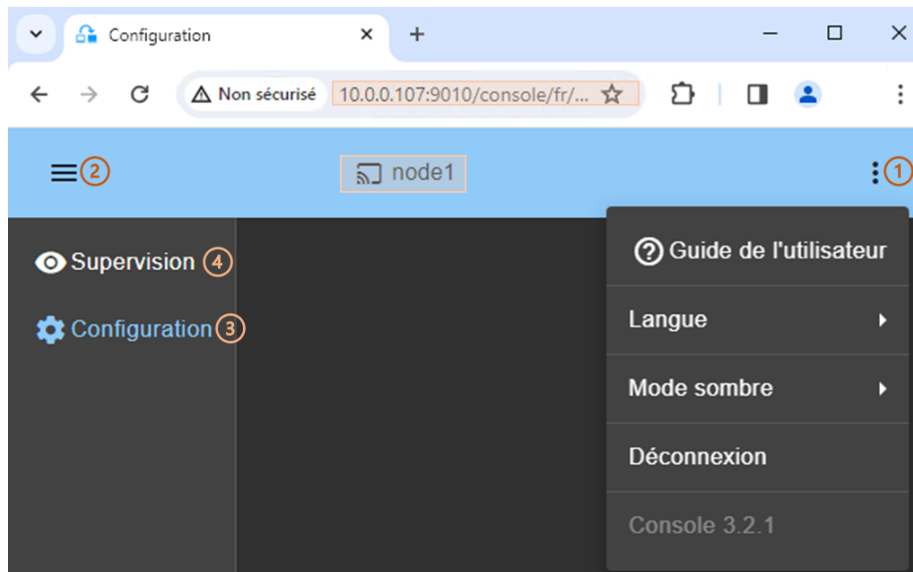 Configuration
Non sécurisé 10.0.0.107:9010/console/fr/...
2 node1 1
Supervision 4
Configuration 3
Guide de l'utilisateur
Langue
Mode sombre
Déconnexion
Console 3.2.1